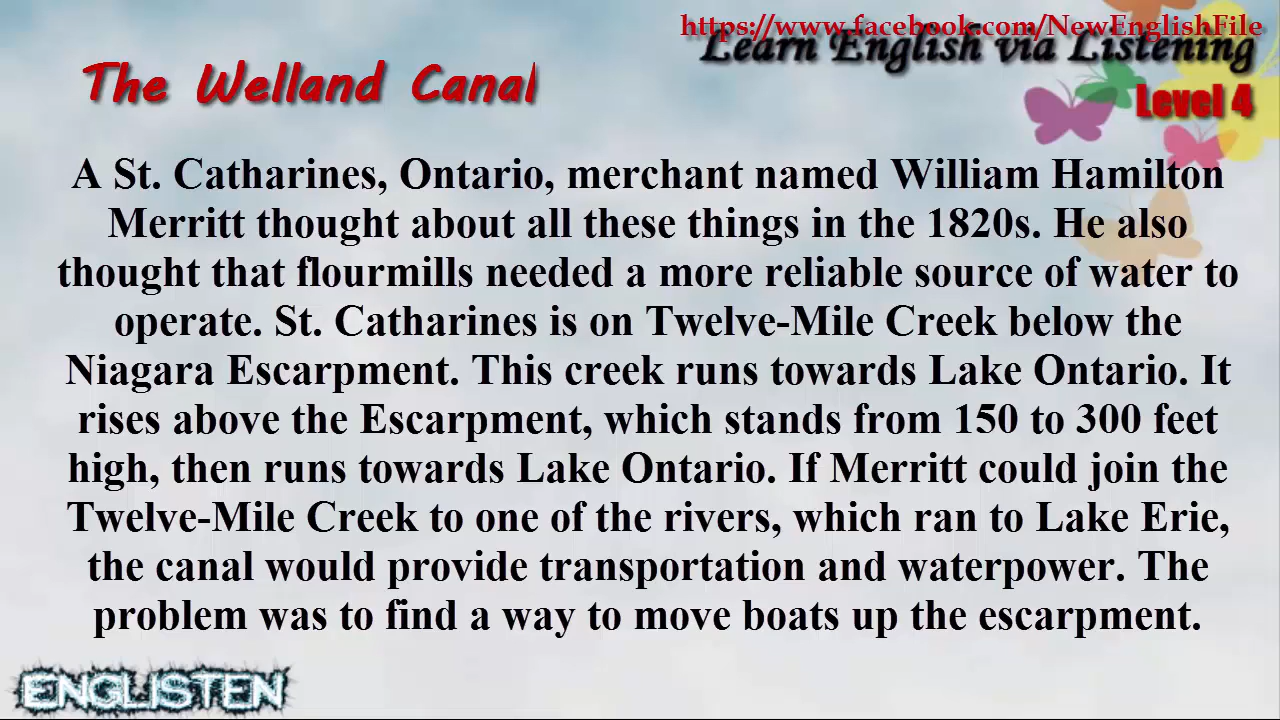 https://www.facebook.com/NewEnglishFile
Learn English via Listening
The Welland Canal
Level 4
A St. Catharines, Ontario, merchant named William Hamilton
Merritt thought about all these things in the 1820s. He also
thought that flourmills needed a more reliable source of water to
operate. St. Catharines is on Twelve-Mile Creek below the
Niagara Escarpment. This creek runs towards Lake Ontario. It
rises above the Escarpment, which stands from 150 to 300 feet
high, then runs towards Lake Ontario. If Merritt could join the
Twelve-Mile Creek to one of the rivers, which ran to Lake Erie,
the canal would provide transportation and waterpower. The
problem was to find a way to move boats up the escarpment.
ENGLISTEN